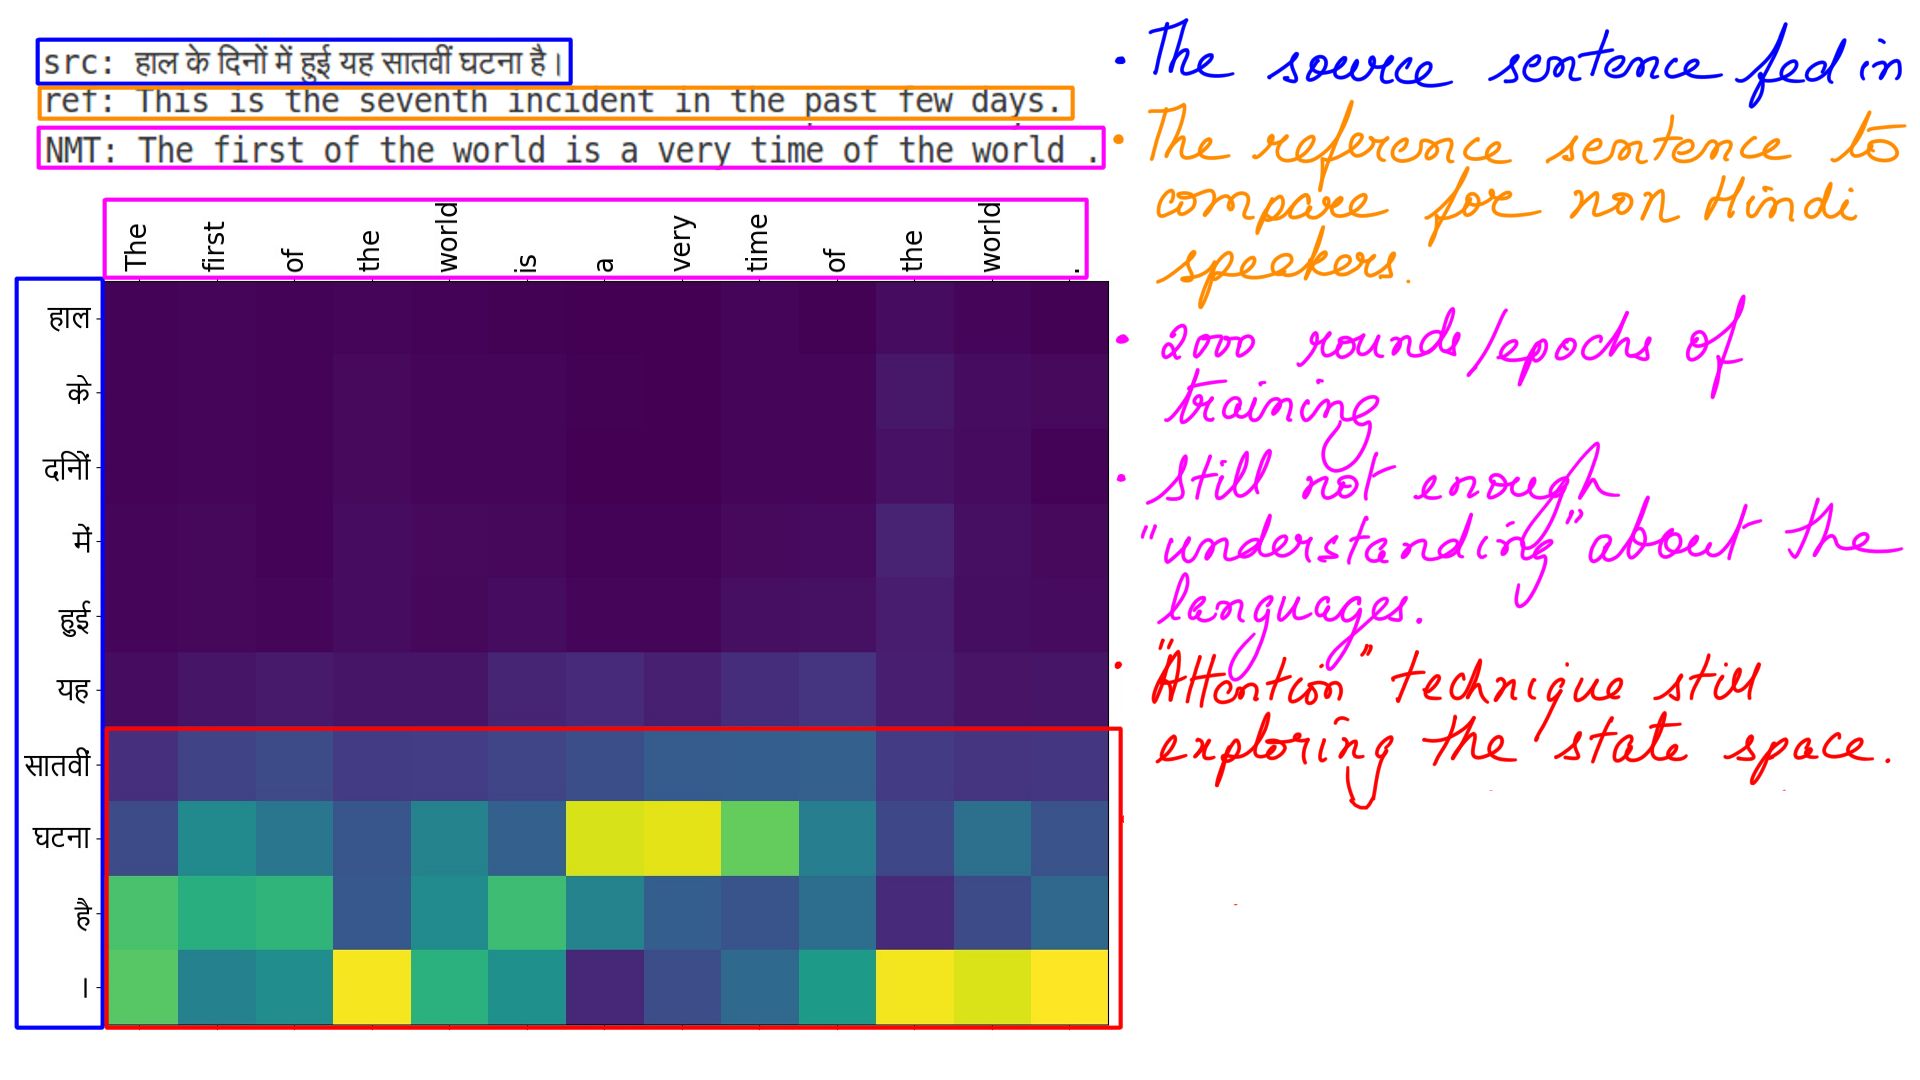 src: हाल के दिनों में हुई यह सातवीं घटना है।
ref: This is the seventh incident in the past few days.
NMT: The first of the world is a very time of the world .
The first of the world is a very time of the world .
हाल
के
दिनों
में
हुई
यह
सातवीं
घटना
है
।
• The source sentence fed in
• The reference sentence to
compare for non Hindi
speakers.
• 2000 rounds/epochs of
training
• Still not enough
"understanding" about the
languages.
• "Attention" technique still
exploring the state space.